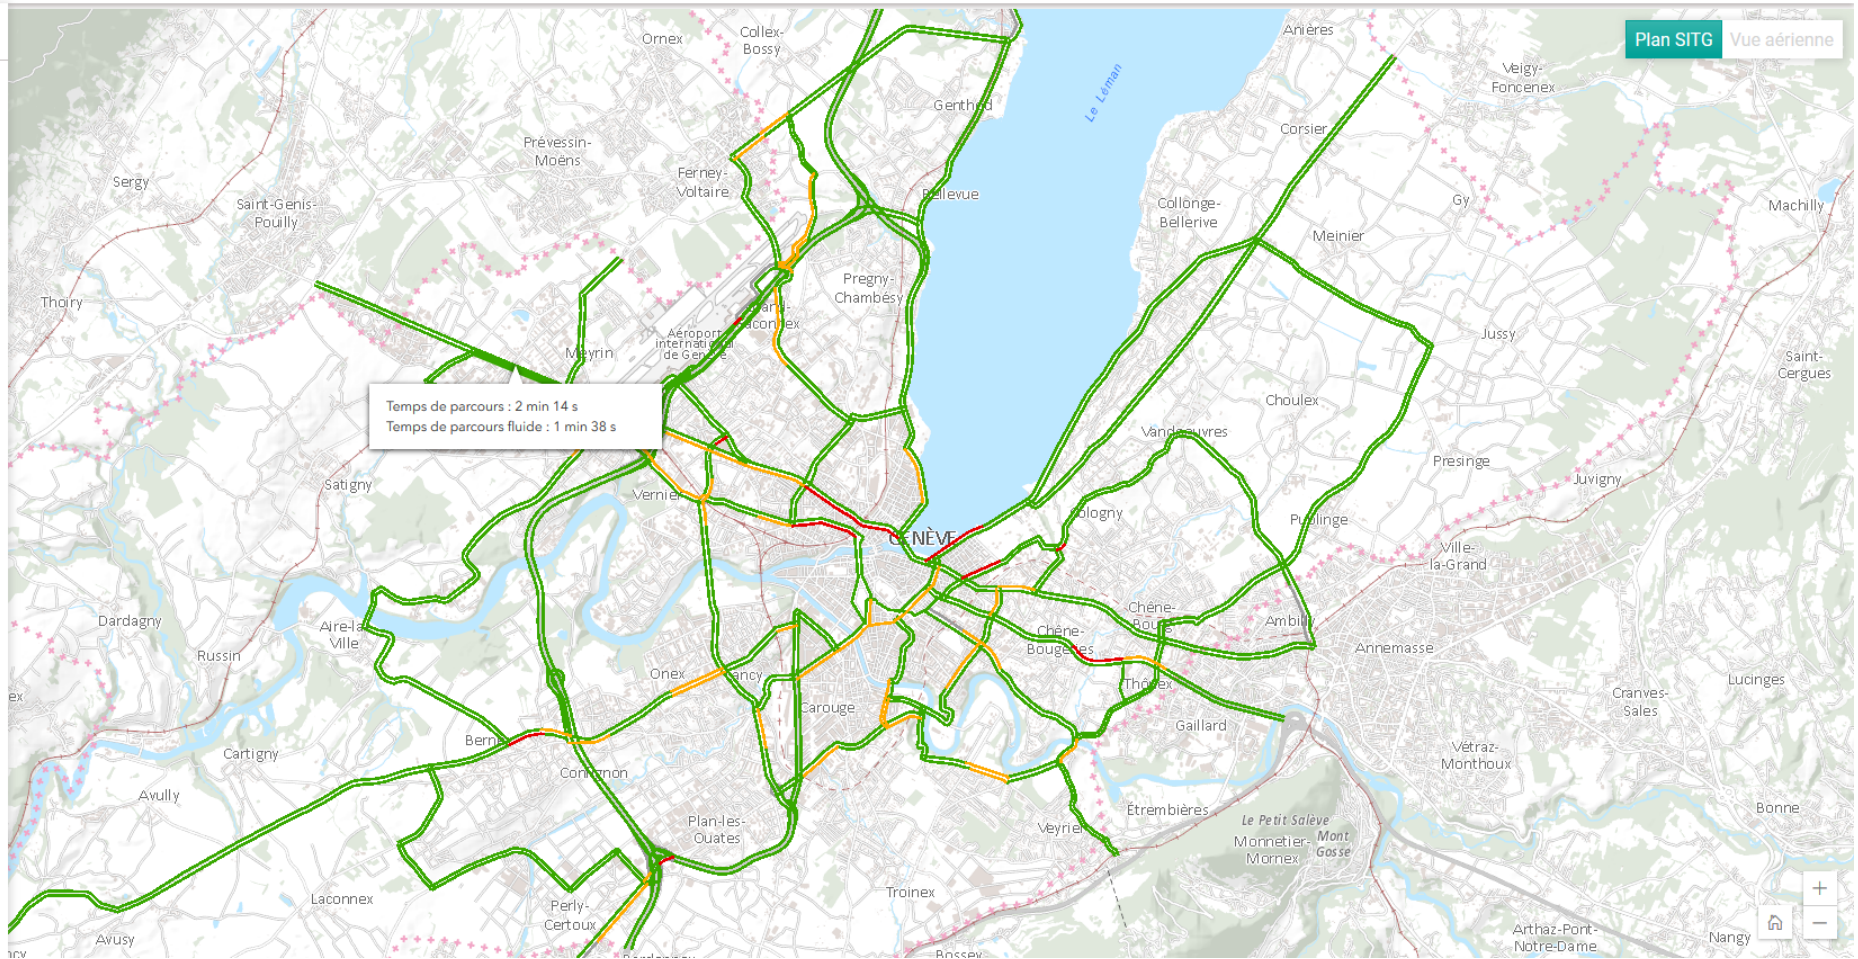 Plan SITG
Vue aérienne
Ornex
Collex-
Bossy
Anières
Veigy-
Foncenex
Le Léman
Genthod
Corsier
Prévessin-
Moëns
Sergy
Ferney-
Voltaire
Bellevue
Saint-Genis-
Pouilly
Collonge-
Bellerive
Gy
Machilly
Meinier
Pregny-
Chambésy
Thoiry
Aéroport
international
de Genève
Jussy
Meyrin
Saint-
Cergues
Temps de parcours : 2 min 14 s
Temps de parcours fluide : 1 min 38 s
Choulex
Vandœuvres
Presinge
Juvigny
Satigny
Vernier
Cologny
Puplinge
GENÈVE
Ville-
la-Grand
Dardagny
Aire-la-
Ville
Chêne-
Bourg
Ambilly
Chêne-
Bougeries
Annemasse
Russin
Onex
Lancy
Thônex
Lucinges
Cranves-
Sales
Carouge
Gaillard
Bernex
Cartigny
Confignon
Vétraz-
Monthoux
Avully
Étrembières
Bonne
Plan-les-
Ouates
Veyrier
Le Petit Salève
Monnetier-
Mornex
Mont
Gosse
Laconnex
Troinex
Perly-
Certoux
Avusy
Arthaz-Pont-
Notre-Dame
Nangy
Bossey